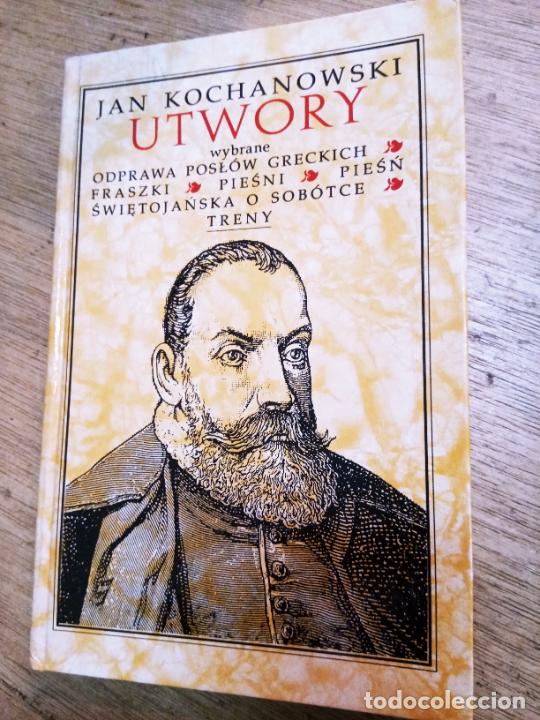 JAN KOCHANOWSKI
UTWORY
wybrane
ODPRAWA POSŁÓW GRECKICH
FRASZKI PIEŚNI PIEŚŃ
ŚWIĘTOJAŃSKA O SOBÓTCE
TRENY
todocoleccion